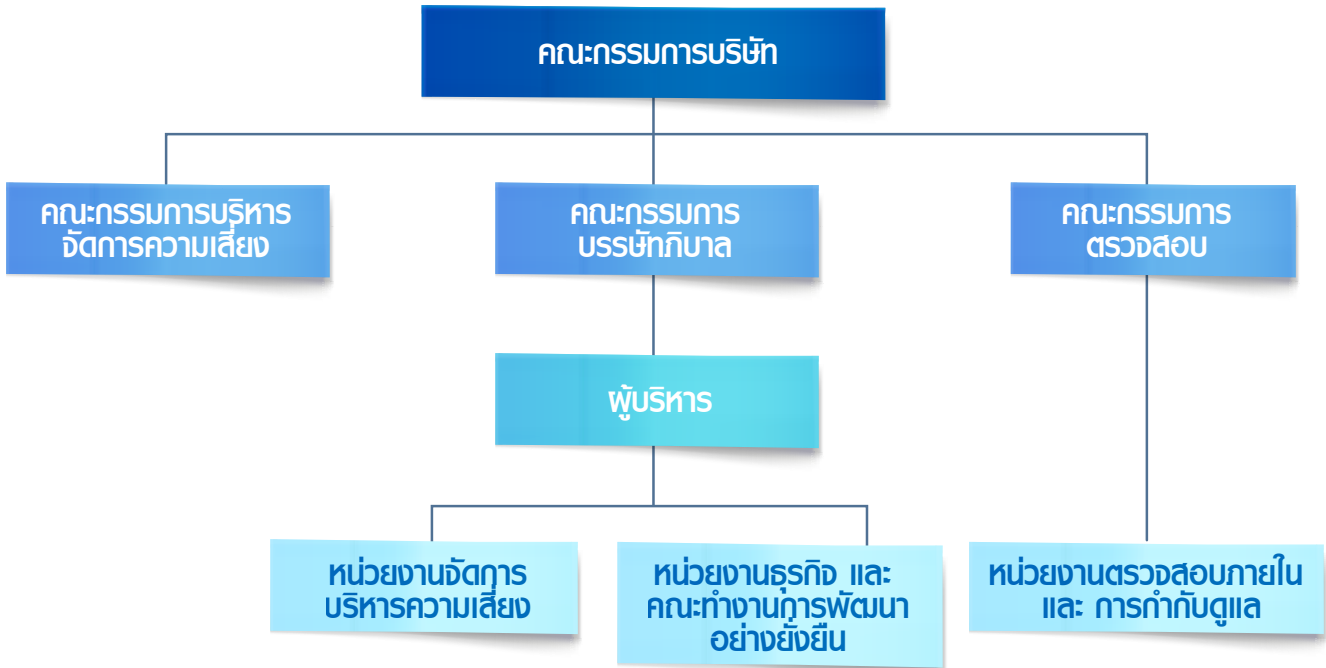 คณะกรรมการบริษัท
คณะกรรมการบริหาร
จัดการความเสี่ยง
คณะกรรมการ
บรรษัทภิบาล
คณะกรรมการ
ตรวจสอบ
ผู้บริหาร
หน่วยงานจัดการ
บริหารความเสี่ยง
หน่วยงานธุรกิจ และ
คณะทำงานการพัฒนา
อย่างยั่งยืน
หน่วยงานตรวจสอบภายใน
และ การกำกับดูแล